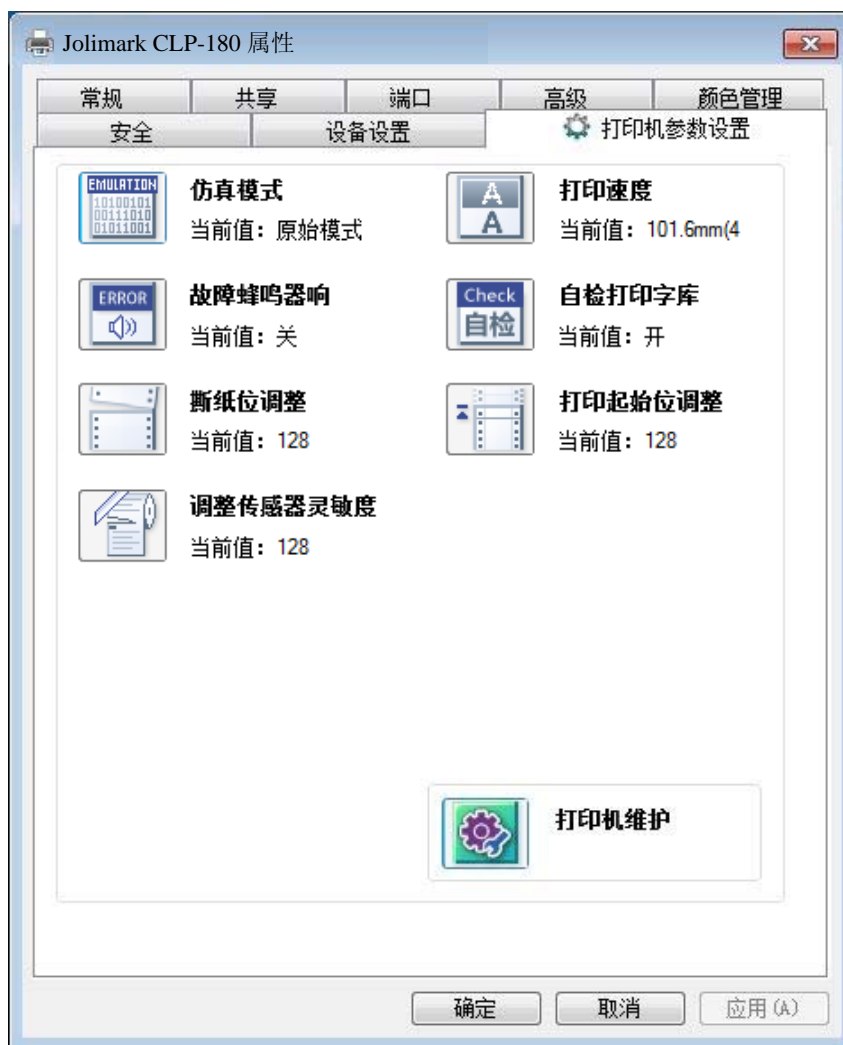 Jolimark CLP-180 属性
常规 共享 端口 高级 颜色管理
安全 设备设置 打印机参数设置
EMULATION
10100101
00111010
01011001
仿真模式
当前值：原始模式
A
A
打印速度
当前值：101.6mm(4
ERROR
故障蜂鸣器响
当前值：关
Check
自检
自检打印字库
当前值：开
撕纸位调整
当前值：128
打印起始位调整
当前值：128
调整传感器灵敏度
当前值：128
打印机维护
确定 取消 应用(A)